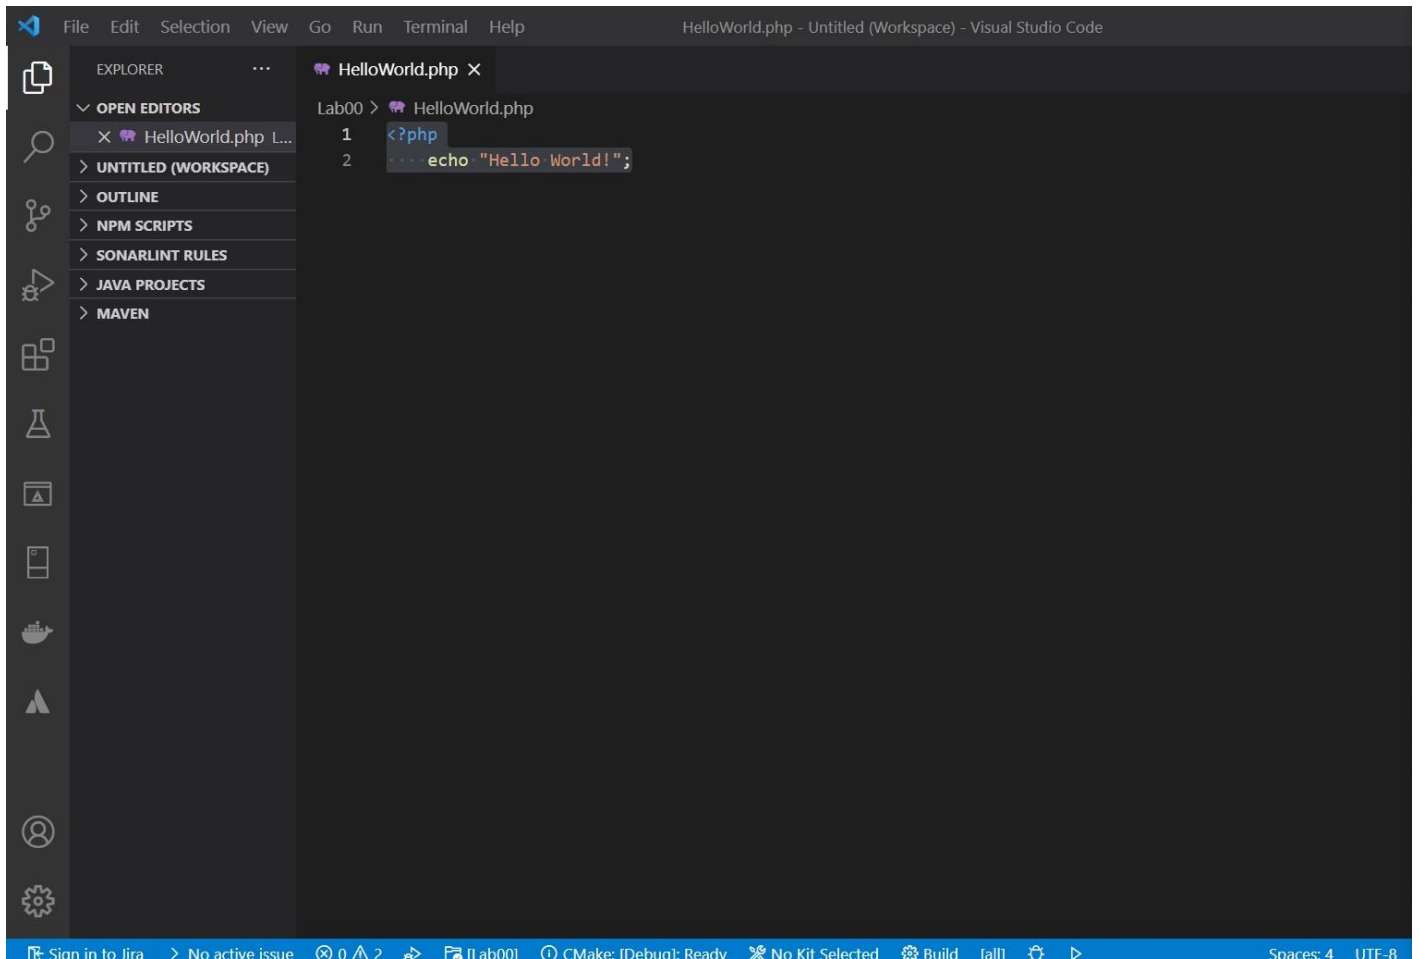 File Edit Selection View Go Run Terminal Help
HelloWorld.php - Untitled (Workspace) - Visual Studio Code
EXPLORER
OPEN EDITORS
HelloWorld.php L...
UNTITLED (WORKSPACE)
OUTLINE
NPM SCRIPTS
SONARLINT RULES
JAVA PROJECTS
MAVEN
HelloWorld.php
Lab00 > HelloWorld.php
1 <?php
2 echo "Hello World!";
Sign in to Jira No active issue 0 2 [Lab00] CMake: [Debug]: Ready No Kit Selected Build [all] Spaces: 4 UTF-8